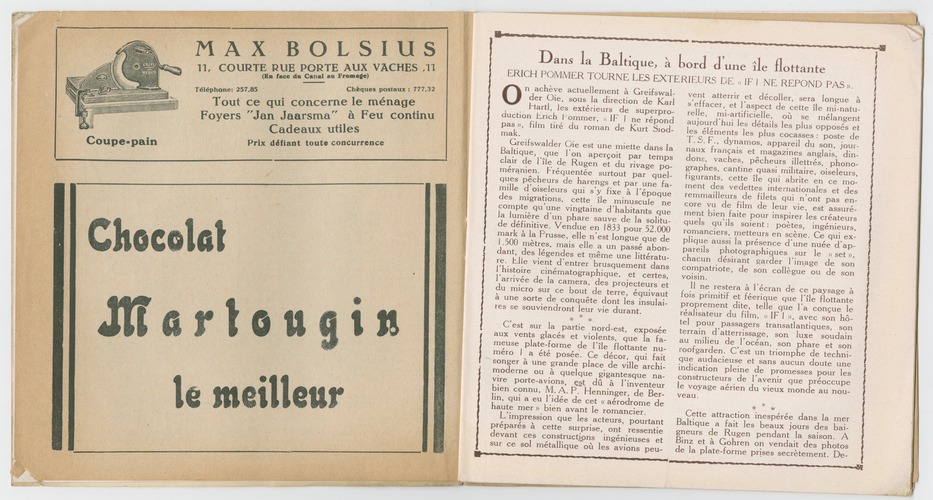 MAX BOLSIUS
11, COURTE RUE PORTE AUX VACHES ,11
(En face du Canal au Fromage)
Téléphone: 257,85 Chèques postaux : 777,32
Tout ce qui concerne le ménage
Foyers "Jan Jaarsma" à Feu continu
Cadeaux utiles
Coupe-pain
Prix défiant toute concurrence
Chocolat
Martougin
le meilleur
Dans la Baltique, à bord d'une île flottante
ERICH POMMER TOURNE LES EXTERIEURS DE « IF 1 NE REPOND PAS ».
On achève actuellement à Greifswal-
der Oie, sous la direction de Karl
Hartl, les extérieurs de superpro-
duction Erich Pommer, « IF 1 ne répond
pas », film tiré du roman de Kurt Siod-
mak.
Greifswalder Oie est une miette dans la
Baltique, que l'on aperçoit par temps
clair de l'île de Rugen et du rivage po-
méranien. Fréquentée surtout par quel-
ques pêcheurs de harengs et par une fa-
mille d'oiseleurs qui s'y fixe à l'époque
des migrations, cette île minuscule ne
compte qu'une vingtaine d'habitants que
la lumière d'un phare sauve de la solitu-
de définitive. Vendue en 1833 pour 52.000
mark à la Prusse, elle n'est longue que de
1.500 mètres, mais elle a un passé abon-
dant, des légendes et même une littératu-
re. Elle vient d'entrer brusquement dans
l'histoire cinématographique, et certes,
l'arrivée de la camera, des projecteurs et
du micro sur ce bout de terre, équivaut
à une sorte de conquête dont les insulai-
res se souviendront leur vie durant.
* * *
C'est sur la partie nord-est, exposée
aux vents glacés et violents, que la fa-
meuse plate-forme de l'île flottante nu-
méro 1 a été posée. Ce décor, qui fait
songer à une grande place de ville archi-
moderne ou à quelque gigantesque na-
vire porte-avions, est dû à l'inventeur
bien connu, M. A. P. Henninger, de Ber-
lin, qui a eu l'idée de cet « aérodrome de
haute mer » bien avant le romancier.
L'impression que les acteurs, pourtant
préparés à cette surprise, ont ressentie
devant ces constructions ingénieuses et
sur ce sol métallique où les avions peu-
vent atterrir et décoller, sera longue à
s'effacer, et l'aspect de cette île mi-natu-
relle, mi-artificielle, où se mélangent
aujourd'hui les détails les plus opposés et
les éléments les plus cocasses : poste de
T. S. F., dynamos, appareil du son, jour-
naux français et magazines anglais, din-
dons, vaches, pêcheurs illettrés, phono-
graphes, cantine quasi militaire, oiseleurs,
figurants, cette île qui abrite en ce mo-
ment des vedettes internationales et des
remmailleurs de filets qui n'ont pas en-
core vu de film de leur vie, est assuré-
ment bien faite pour inspirer les créateurs
quels qu'ils soient : poètes, ingénieurs,
romanciers, metteurs en scène. Ce qui ex-
plique aussi la présence d'une nuée d'ap-
pareils photographiques sur le « set »,
chacun désirant garder l'image de son
compatriote, de son collègue ou de son
voisin.
Il ne restera à l'écran de ce paysage à
fois primitif et féerique que l'île flottante
proprement dite, telle que l'a conçue le
réalisateur du film, « IF 1 », avec son hô-
tel pour passagers transatlantiques, son
terrain d'atterrissage, son luxe soudain
au milieu de l'océan, son phare et son
roofgarden. C'est un triomphe de techni-
que audacieuse et sans aucun doute une
indication pleine de promesses pour les
constructeurs de l'avenir que préoccupe
le voyage aérien du vieux monde au nou-
veau.
* * *
Cette attraction inespérée dans la mer
Baltique a fait les beaux jours des bai-
gneurs de Rugen pendant la saison. A
Binz et à Gohren on vendait des photos
de la plate-forme prises secrètement. De-